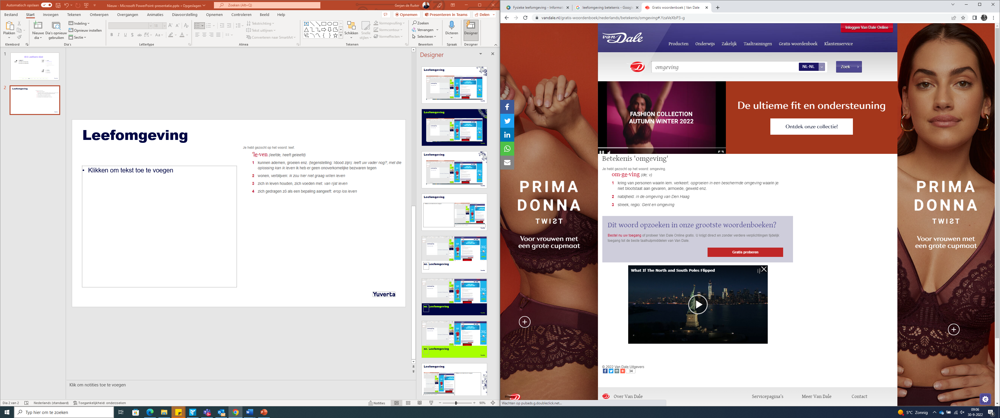 Automatisch opslaan
Nieuw - Microsoft PowerPoint-presentatie.pptx • Opgeslagen
Zoeken (Alt+Q)
Gerjan de Ruiter
Bestand Start Invoegen Tekenen Ontwerpen Overgangen Animaties Diavoorstelling Opnemen Controleren Beeld Help
Opnemen Presenteren in Teams Delen
Plakken
Klembord
Nieuwe dia
Dia's opnieuw gebruiken
Indeling
Opnieuw instellen
Sectie
Dia's
18
Lettertype
Tekstrichting
Tekst uitlijnen
Converteren naar SmartArt
Alinea
Schikken
Snelle stijlen
Vormopvulling
Vormcontour
Vormeffecten
Tekenen
Zoeken
Vervangen
Selecteren
Bewerken
Dicteren
Spraak
Designer
Designer
1
IBS Leefbare stad
2
Leefomgeving
Leefomgeving
• Klikken om tekst toe te voegen
Je hebt gezocht op het woord: leef.
'le·ven (leefde, heeft geleefd)
1 kunnen ademen, groeien enz. (tegenstelling: dood zijn): leeft uw vader nog?; met die
oplossing kan ik leven ik heb er geen onoverkomelijke bezwaren tegen
2 wonen, verblijven: ik zou hier niet graag willen leven
3 zich in leven houden, zich voeden met: van rijst leven
4 zich gedragen zó als een bepaling aangeeft: erop los leven
Yuverta
Klik om notities toe te voegen
Designer
Leefomgeving
Leefomgeving
Leefomgeving
Leefomgeving
nr. Leefomgeving
nr. Leefomgeving
nr. Leefomgeving
Leefomgeving
Dia 2 van 2 Nederlands (standaard) Toegankelijkheid: onderzoeken
Notities 90%
Fysieke leefomgeving - Informat
leefomgeving betekenis - Google
Gratis woordenboek | Van Dale
vandale.nl/gratis-woordenboek/nederlands/betekenis/omgeving#.YzaVeXbP3-g
Inloggen Van Dale Online
van Dale
Producten Onderwijs Zakelijk Taaltrainingen Gratis woordenboek Klantenservice
omgeving
NL-NL
Zoek
FASHION COLLECTION
AUTUMN WINTER 2022
De ultieme fit en ondersteuning
Ontdek onze collectie!
Betekenis 'omgeving'
Je hebt gezocht op het woord: omgeving.
om·ge·ving (de; v)
1 kring van personen waarin iem. verkeert: opgroeien in een beschermde omgeving waarin je
niet blootstaat aan gevaren, armoede, geweld enz.
2 nabijheid: in de omgeving van Den Haag
3 streek, regio: Gent en omgeving
Dit woord opzoeken in onze grootste woordenboeken?
Bestel nu uw toegang of probeer Van Dale Online gratis. U krijgt direct en zonder verdere verplichtingen tijdelijk
toegang tot de beste taalhulpmiddelen van Van Dale.
Gratis proberen
What If The North and South Poles Flipped
© 2022 Van Dale Uitgevers
34
Over Van Dale Servicepagina's Meer Van Dale Contact
PRIMA
DONNA
TWIST
Voor vrouwen met
een grote cupmaat
PRIMA
DONNA
TWIST
Voor vrouwen met
een grote cupmaat
Privacy
Wachten op pubads.g.doubleclick.net...
Typ hier om te zoeken
9+
5°C Zonnig
09:06
30-9-2022
8